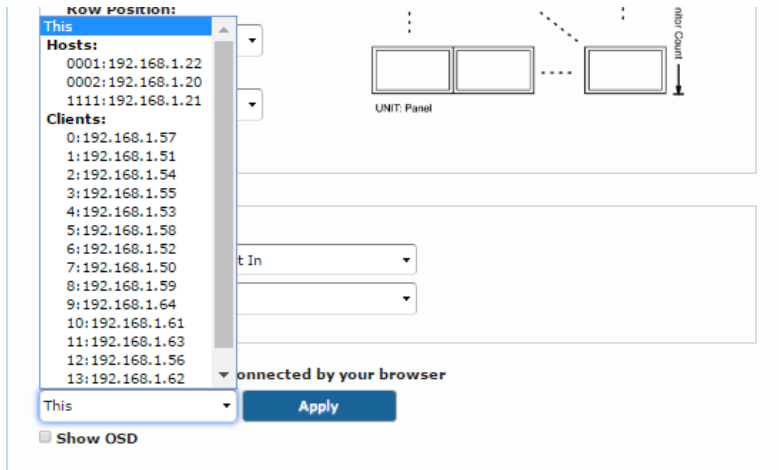 Row Position:
This
Hosts:
0001:192.168.1.22
0002:192.168.1.20
1111:192.168.1.21
Clients:
0:192.168.1.57
1:192.168.1.51
2:192.168.1.54
3:192.168.1.55
4:192.168.1.53
5:192.168.1.58
6:192.168.1.52
7:192.168.1.50
8:192.168.1.59
9:192.168.1.64
10:192.168.1.61
11:192.168.1.63
12:192.168.1.56
13:192.168.1.62
UNIT: Panel
Count
t In
onnected by your browser
This
Apply
Show OSD